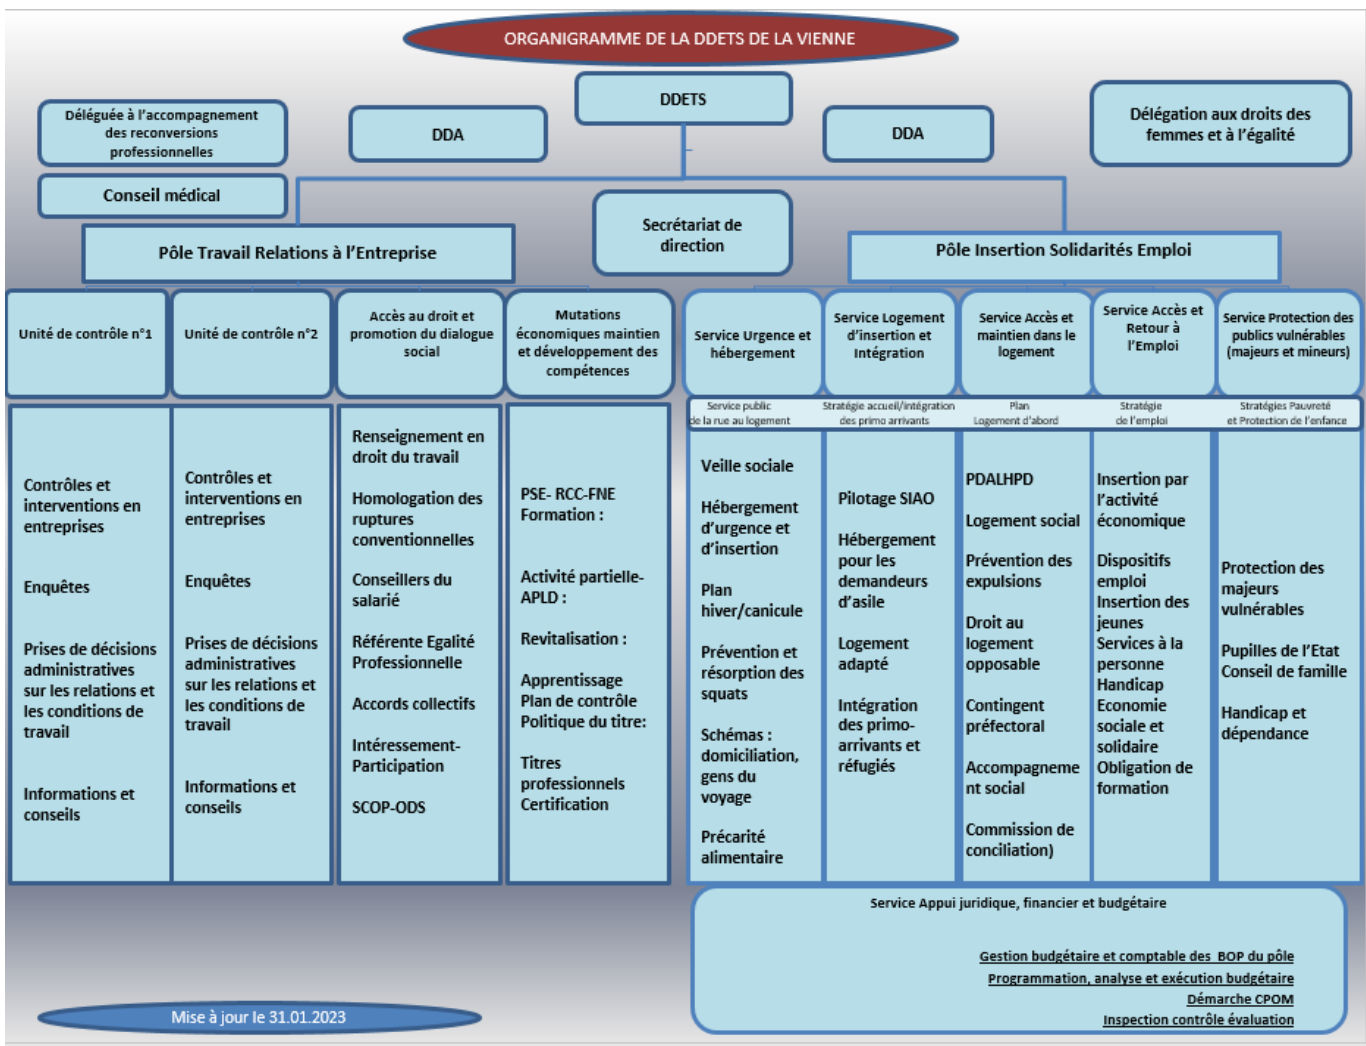 ORGANIGRAMME DE LA DDETS DE LA VIENNE
DDETS
Déléguée à l'accompagnement
des reconversions
professionnelles
DDA
DDA
Délégation aux droits des
femmes et à l'égalité
Conseil médical
Secrétariat de
direction
Pôle Travail Relations à l'Entreprise
Pôle Insertion Solidarités Emploi
Unité de contrôle n°1
Unité de contrôle n°2
Accès au droit et
promotion du dialogue
social
Mutations
économiques maintien
et développement des
compétences
Service Urgence et
hébergement
Service Logement
d'insertion et
Intégration
Service Accès et
maintien dans le
logement
Service Accès et
Retour à
l'Emploi
Service Protection des
publics vulnérables
(majeurs et mineurs)
Service public
de la rue au logement
Stratégie accueil/intégration
des primo arrivants
Plan
Logement d'abord
Stratégie
de l'emploi
Stratégies Pauvreté
et Protection de l'enfance
Contrôles et
interventions en
entreprises
Enquêtes
Prises de décisions
administratives
sur les relations et
les conditions de
travail
Informations et
conseils
Contrôles et
interventions en
entreprises
Enquêtes
Prises de décisions
administratives
sur les relations et
les conditions de
travail
Informations et
conseils
Renseignement en
droit du travail
Homologation des
ruptures
conventionnelles
Conseillers du
salarié
Référente Egalité
Professionnelle
Accords collectifs
Intéressement-
Participation
SCOP-ODS
PSE- RCC-FNE
Formation :
Activité partielle-
APLD :
Revitalisation :
Apprentissage
Plan de contrôle
Politique du titre:
Titres
professionnels
Certification
Veille sociale
Hébergement
d'urgence et
d'insertion
Plan
hiver/canicule
Prévention et
résorption des
squats
Schémas :
domiciliation,
gens du
voyage
Précarité
alimentaire
Pilotage SIAO
Hébergement
pour les
demandeurs
d'asile
Logement
adapté
Intégration
des primo-
arrivants et
réfugiés
PDALHPD
Logement social
Prévention des
expulsions
Droit au
logement
opposable
Contingent
préfectoral
Accompagneme
nt social
Commission de
conciliation)
Insertion par
l'activité
économique
Dispositifs
emploi
Insertion des
jeunes
Services à la
personne
Handicap
Economie
sociale et
solidaire
Obligation de
formation
Protection des
majeurs
vulnérables
Pupilles de l'Etat
Conseil de famille
Handicap et
dépendance
Service Appui juridique, financier et budgétaire
Gestion budgétaire et comptable des BOP du pôle
Programmation, analyse et exécution budgétaire
Démarche CPOM
Inspection contrôle évaluation
Mise à jour le 31.01.2023